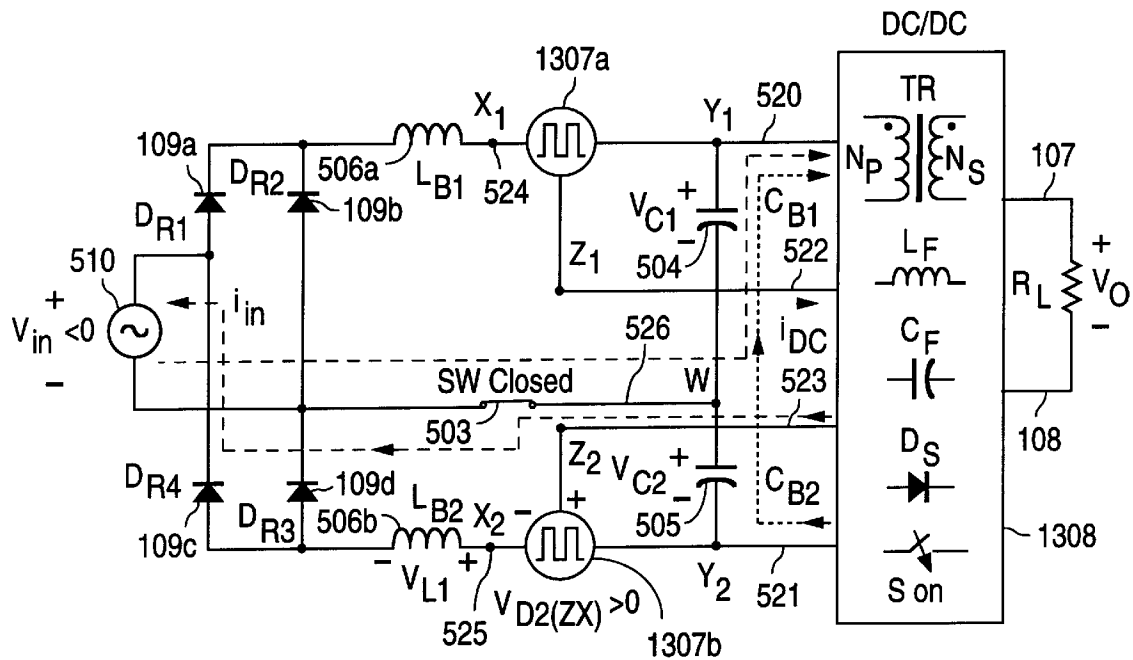 DC/DC
1307a
X1
Y1
520
TR
109a
DR2
506a
LB1
524
107
NP
NS
109b
CB1
VC1
+
−
DR1
Z1
504
522
LF
510
+
Vin <0
−
iin
RL
+
VO
−
526
iDC
CF
SW Closed
W
523
503
108
DR4
109d
LB2
Z2
VC2
+
−
CB2
DS
DR3
506b
X2
−
+
505
109c
1308
−
VL1
+
Y2
521
S on
525
VD2(ZX) >0
1307b